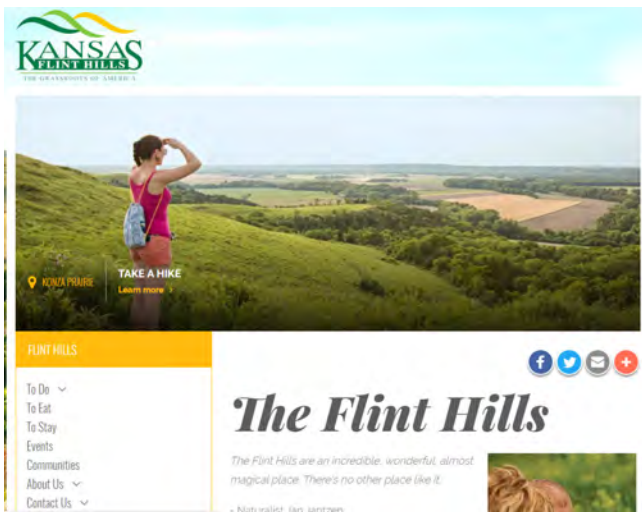 KANSAS
FLINT HILLS
THE GRASSROOTS OF AMERICA
KONZA PRAIRIE
TAKE A HIKE
Learn more
FLINT HILLS
To Do
To Eat
To Stay
Events
Communities
About Us
Contact Us
The Flint Hills
The Flint Hills are an incredible, wonderful, almost
magical place. There's no other place like it.
- Naturalist, Jan Jantzen